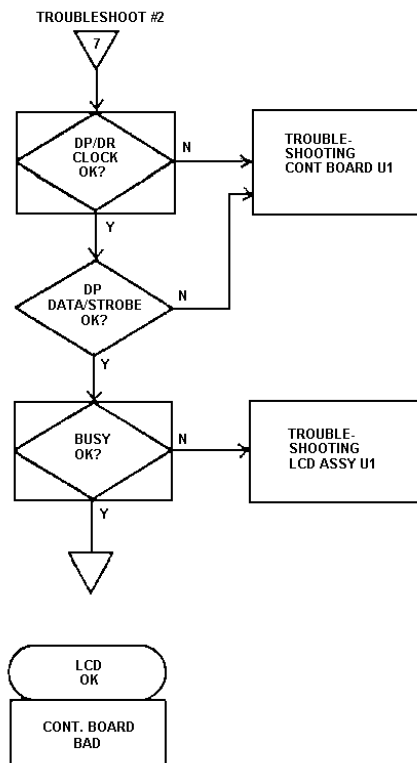 TROUBLESHOOT #2
7
DP/DR
CLOCK
OK?
N
TROUBLE-
SHOOTING
CONT BOARD U1
Y
DP
DATA/STROBE
OK?
N
Y
BUSY
OK?
N
TROUBLE-
SHOOTING
LCD ASSY U1
Y
LCD
OK
CONT. BOARD
BAD